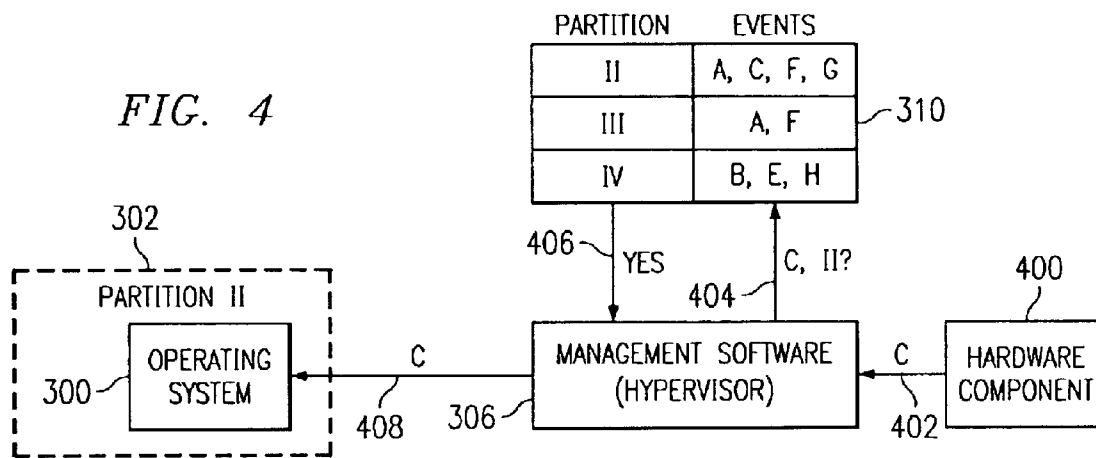 PARTITION EVENTS
II A, C, F, G
FIG. 4
III A, F
310
IV B, E, H
302
406
YES
C, II?
404
400
PARTITION II
OPERATING
SYSTEM
300
C
408
MANAGEMENT SOFTWARE
(HYPERVISOR)
306
C
402
HARDWARE
COMPONENT